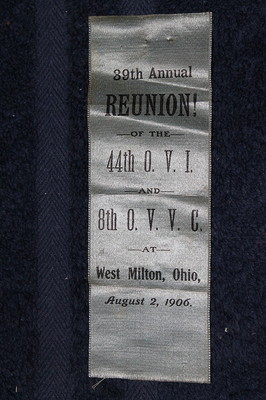 39th Annual
REUNION!
—OF THE—
44th O. V. I.
—AND—
8th O. V. V. C.
—AT—
West Milton, Ohio,
August 2, 1906.